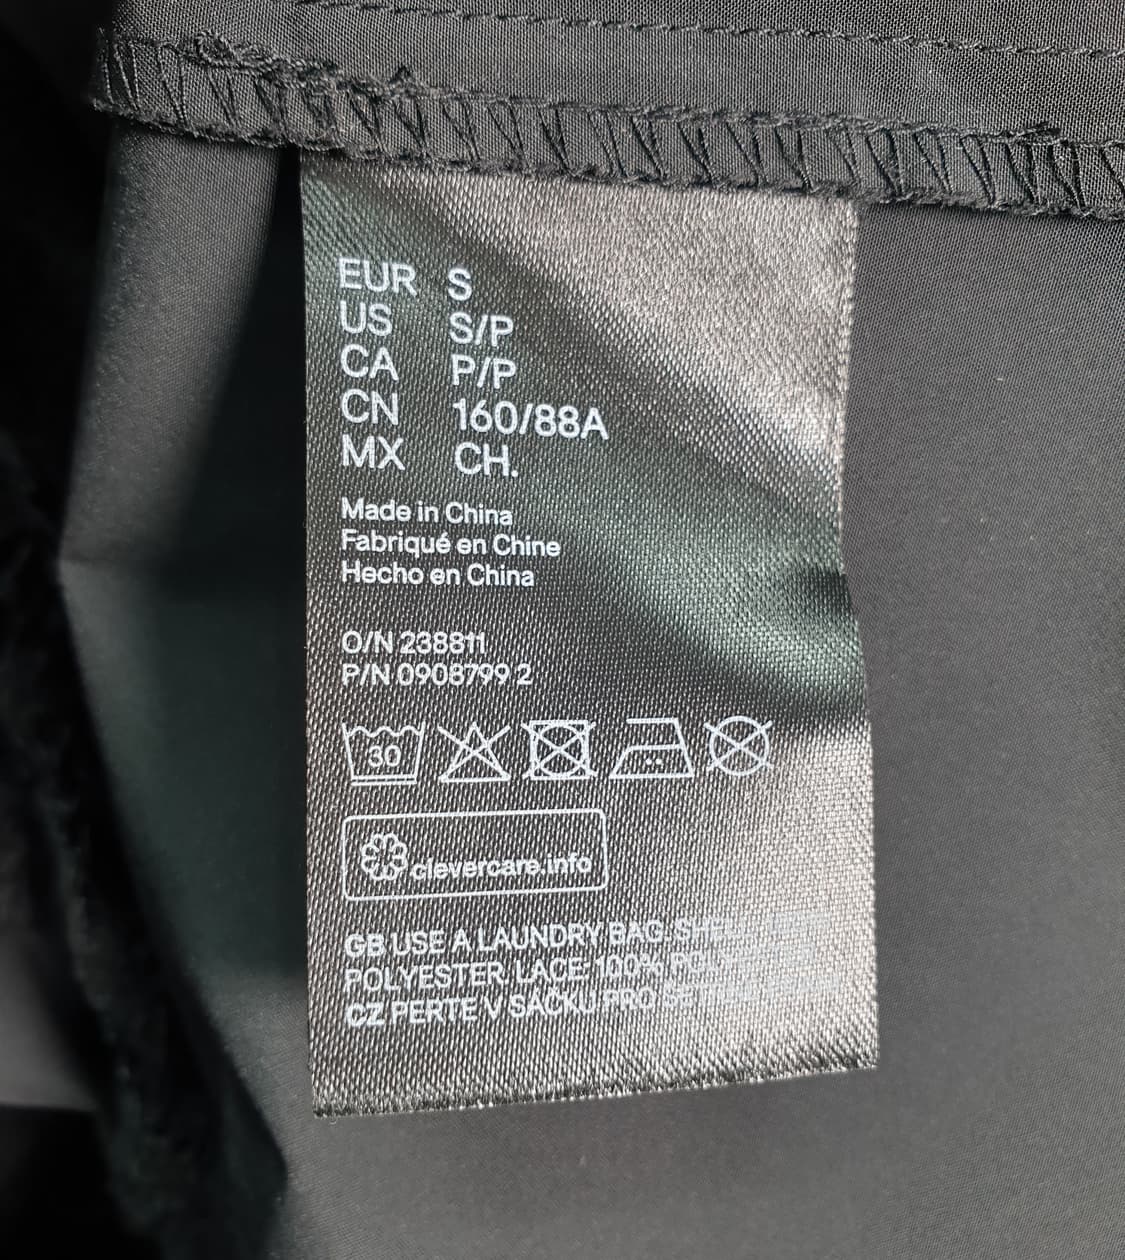 EUR S
US S/P
CA P/P
CN 160/88A
MX CH.
Made in China
Fabriqué en Chine
Hecho en China
O/N 238811
P/N 0908799 2
30
clevercare.info
GB USE A LAUNDRY BAG. SHELL:
POLYESTER. LACE: 100%
CZ PERTE V SÁČKU PRO